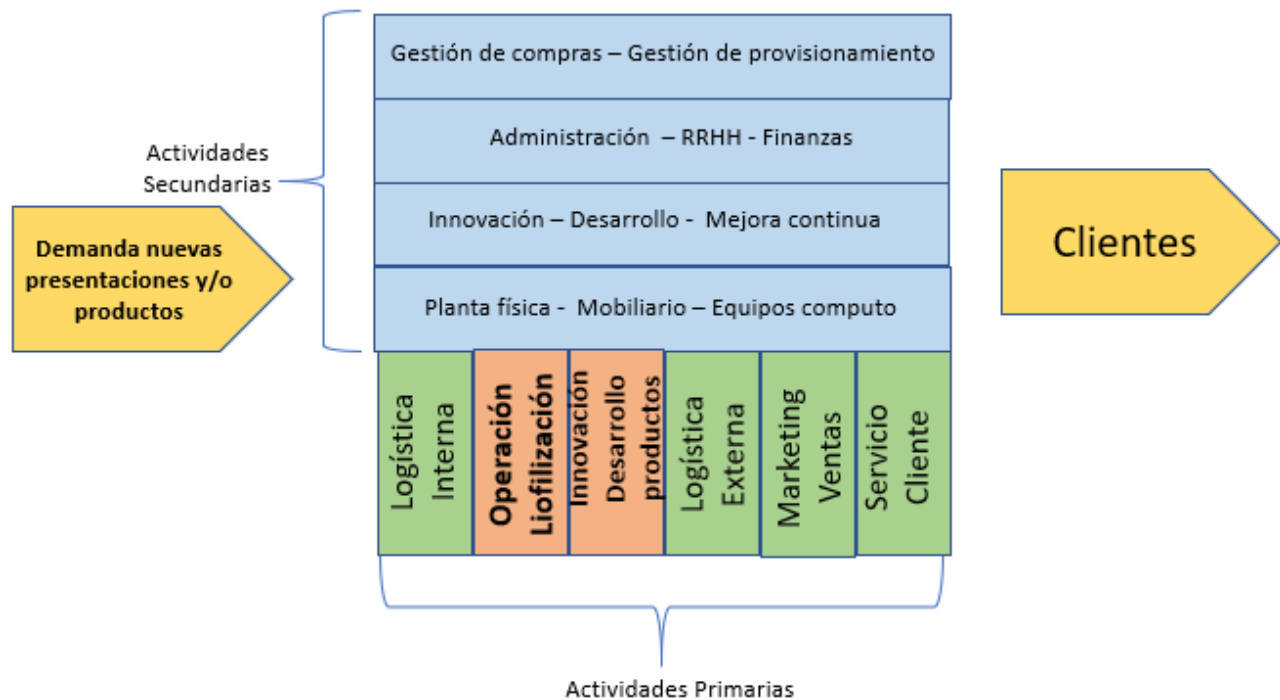 Gestión de compras – Gestión de provisionamiento
Administración – RRHH - Finanzas
Actividades
Secundarias
Innovación – Desarrollo - Mejora continua
Demanda nuevas
presentaciones y/o
productos
Clientes
Planta física - Mobiliario – Equipos computo
Logística
Interna
Operación
Liofilización
Innovación
Desarrollo
productos
Logística
Externa
Marketing
Ventas
Servicio
Cliente
Actividades Primarias